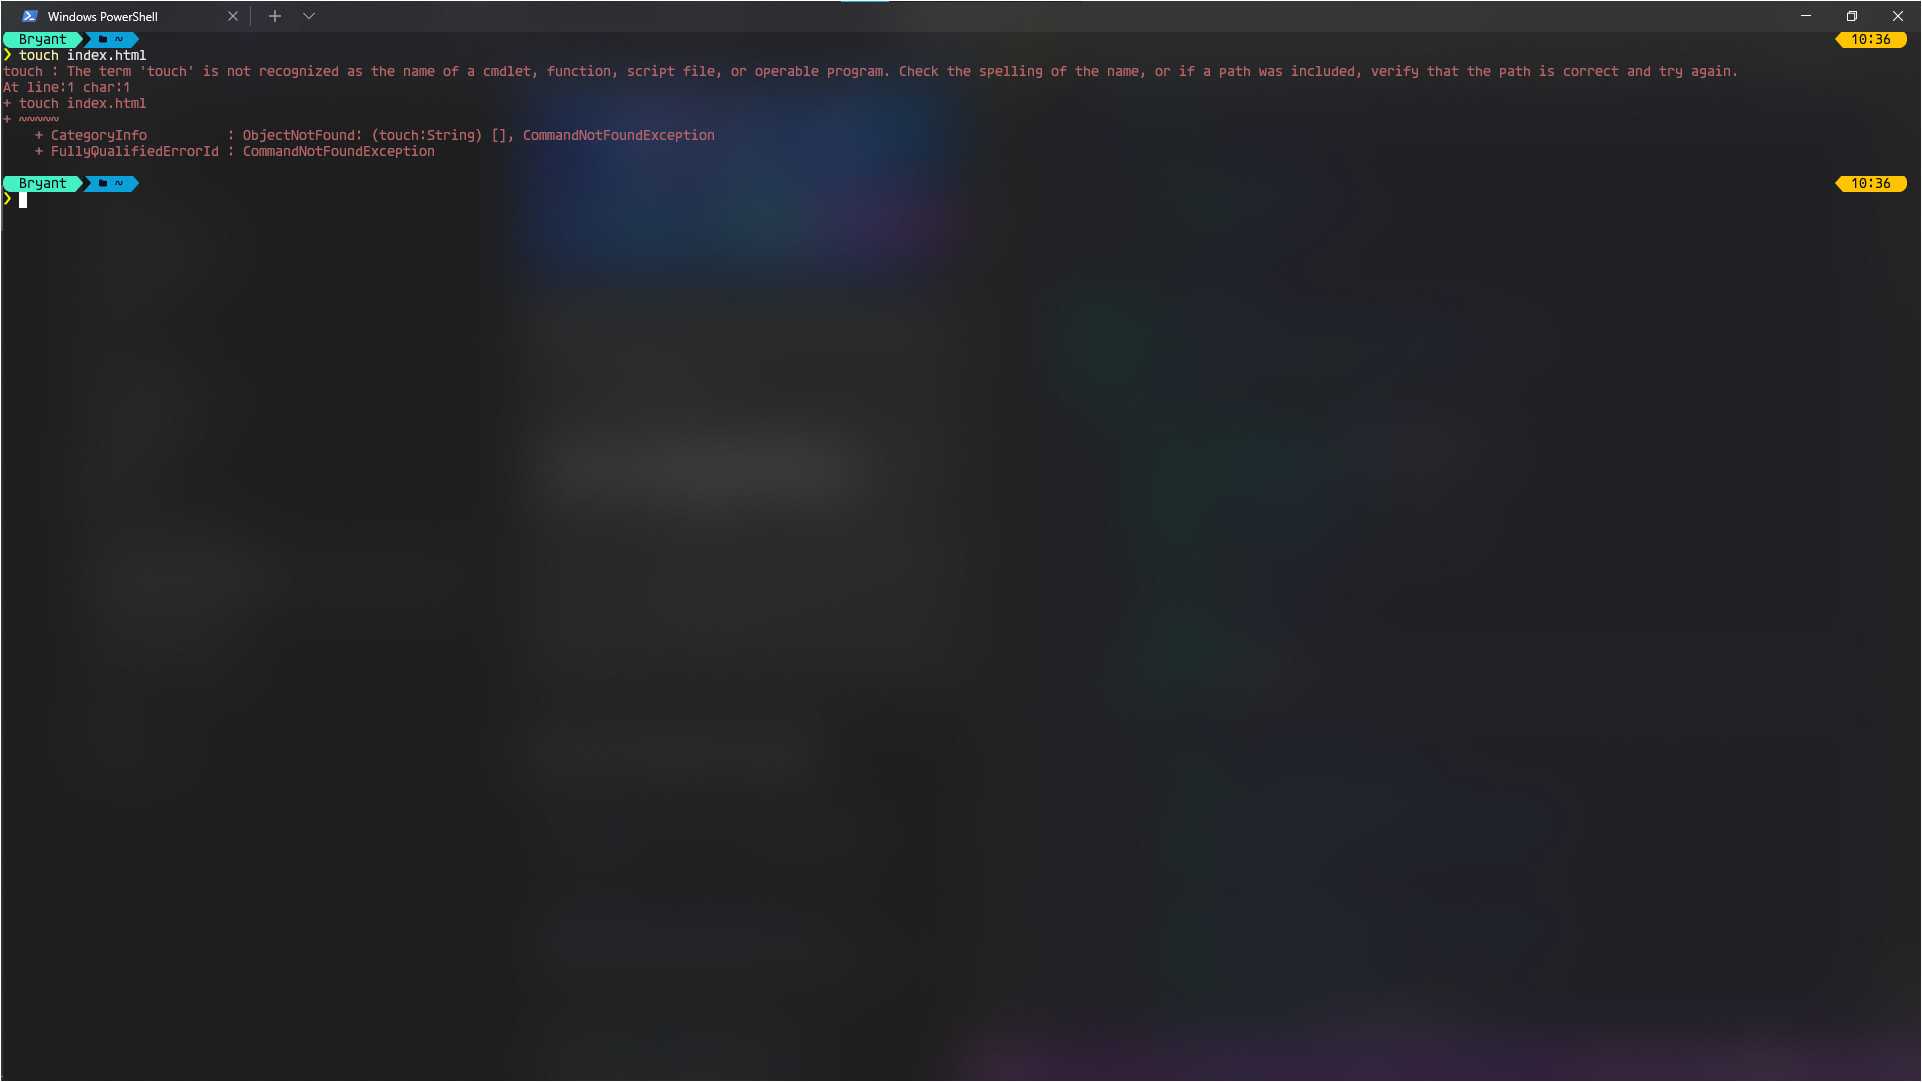 Windows PowerShell
Bryant ~ 10:36
❯ touch index.html
touch : The term 'touch' is not recognized as the name of a cmdlet, function, script file, or operable program. Check the spelling of the name, or if a path was included, verify that the path is correct and try again.
At line:1 char:1
+ touch index.html
+ ~~~~~
    + CategoryInfo          : ObjectNotFound: (touch:String) [], CommandNotFoundException
    + FullyQualifiedErrorId : CommandNotFoundException
Bryant ~ 10:36
❯